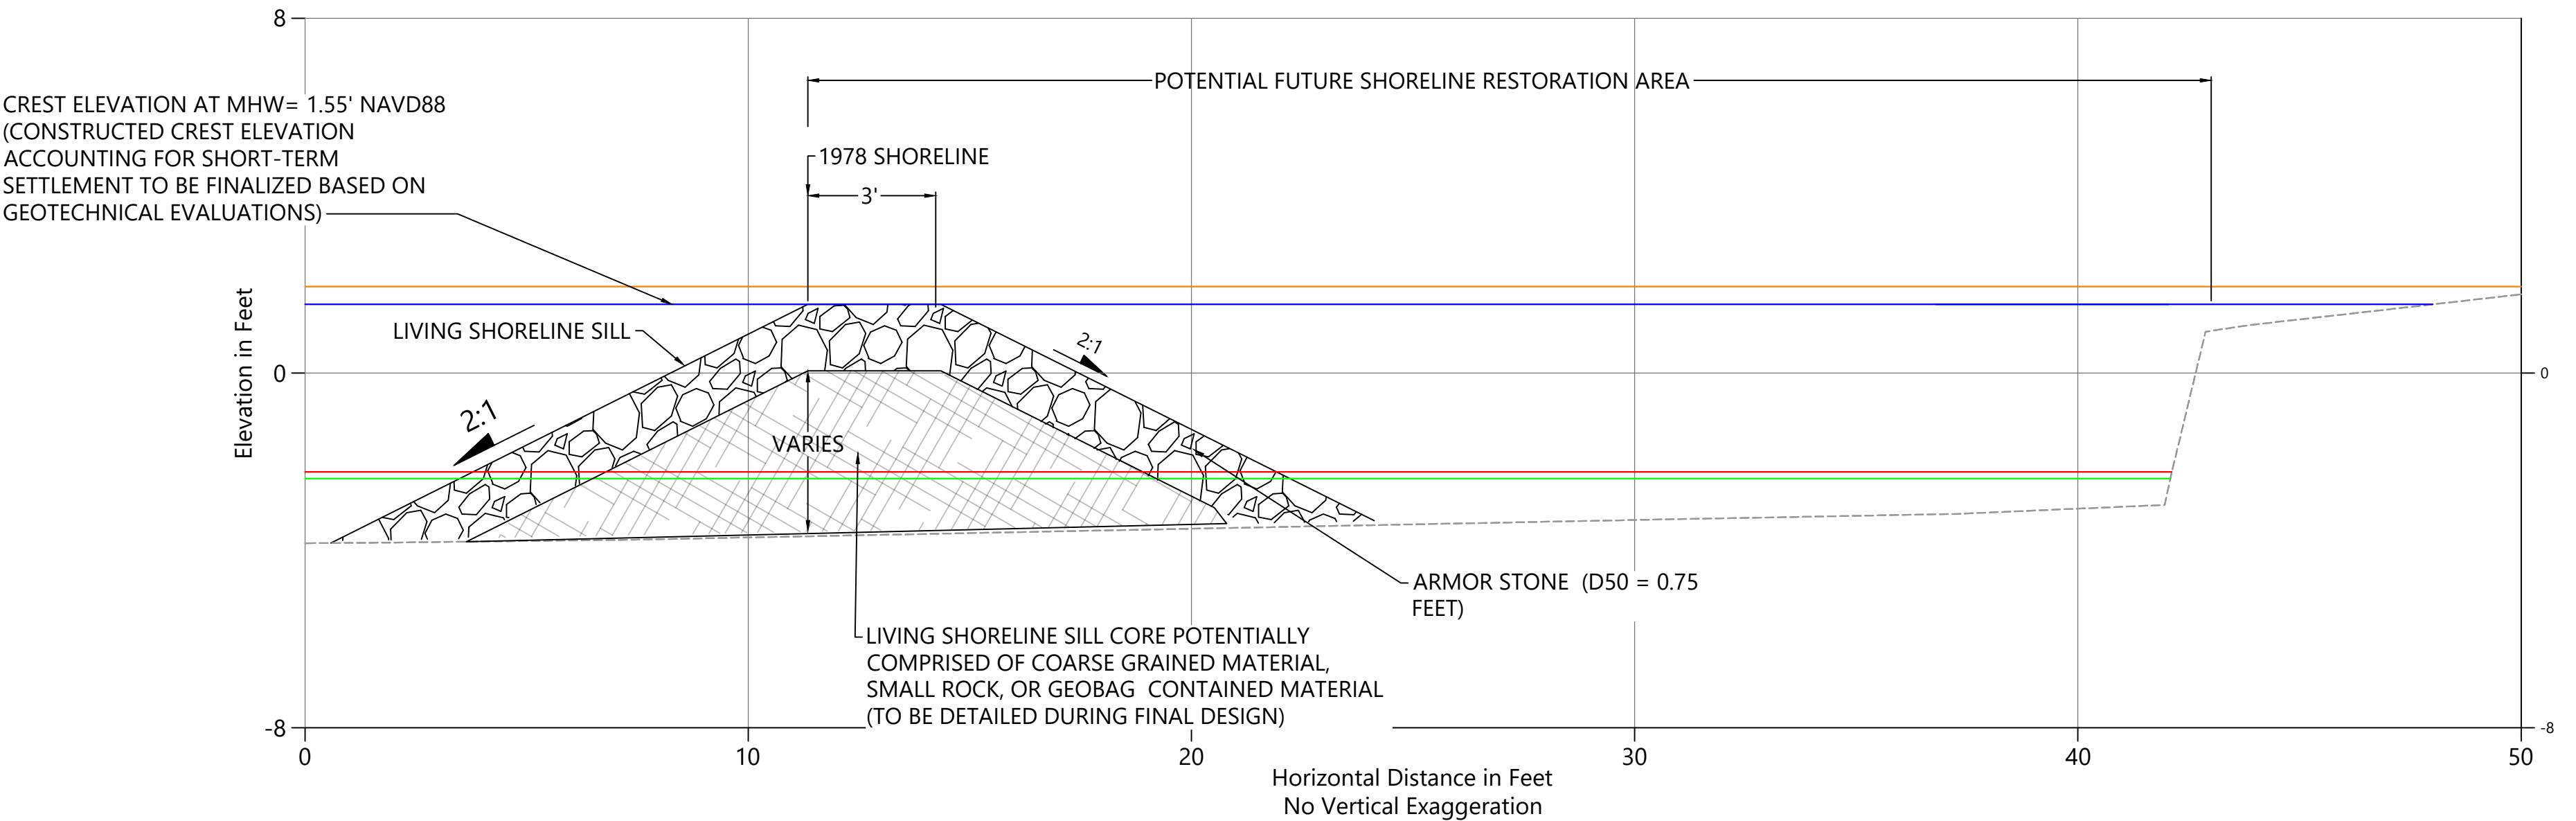 8
POTENTIAL FUTURE SHORELINE RESTORATION AREA
CREST ELEVATION AT MHW= 1.55' NAVD88
(CONSTRUCTED CREST ELEVATION
ACCOUNTING FOR SHORT-TERM
SETTLEMENT TO BE FINALIZED BASED ON
GEOTECHNICAL EVALUATIONS)
1978 SHORELINE
3'
LIVING SHORELINE SILL
2:1
Elevation in Feet
0
0
2:1
VARIES
ARMOR STONE (D50 = 0.75
FEET)
LIVING SHORELINE SILL CORE POTENTIALLY
COMPRISED OF COARSE GRAINED MATERIAL,
SMALL ROCK, OR GEOBAG CONTAINED MATERIAL
(TO BE DETAILED DURING FINAL DESIGN)
-8
-8
0 10 20 30 40 50
Horizontal Distance in Feet
No Vertical Exaggeration